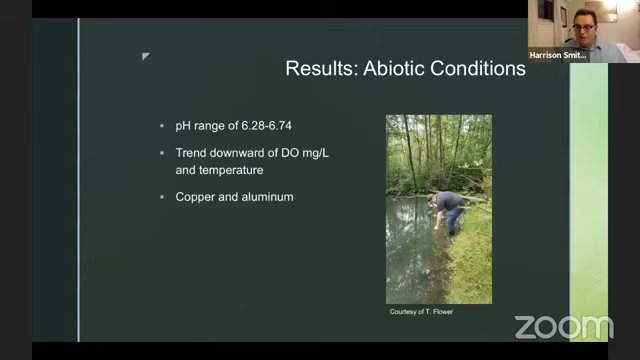 Harrison Smit...
Results: Abiotic Conditions
pH range of 6.28-6.74
Trend downward of DO mg/L
and temperature
Copper and aluminum
Courtesy of T. Flower
zoom